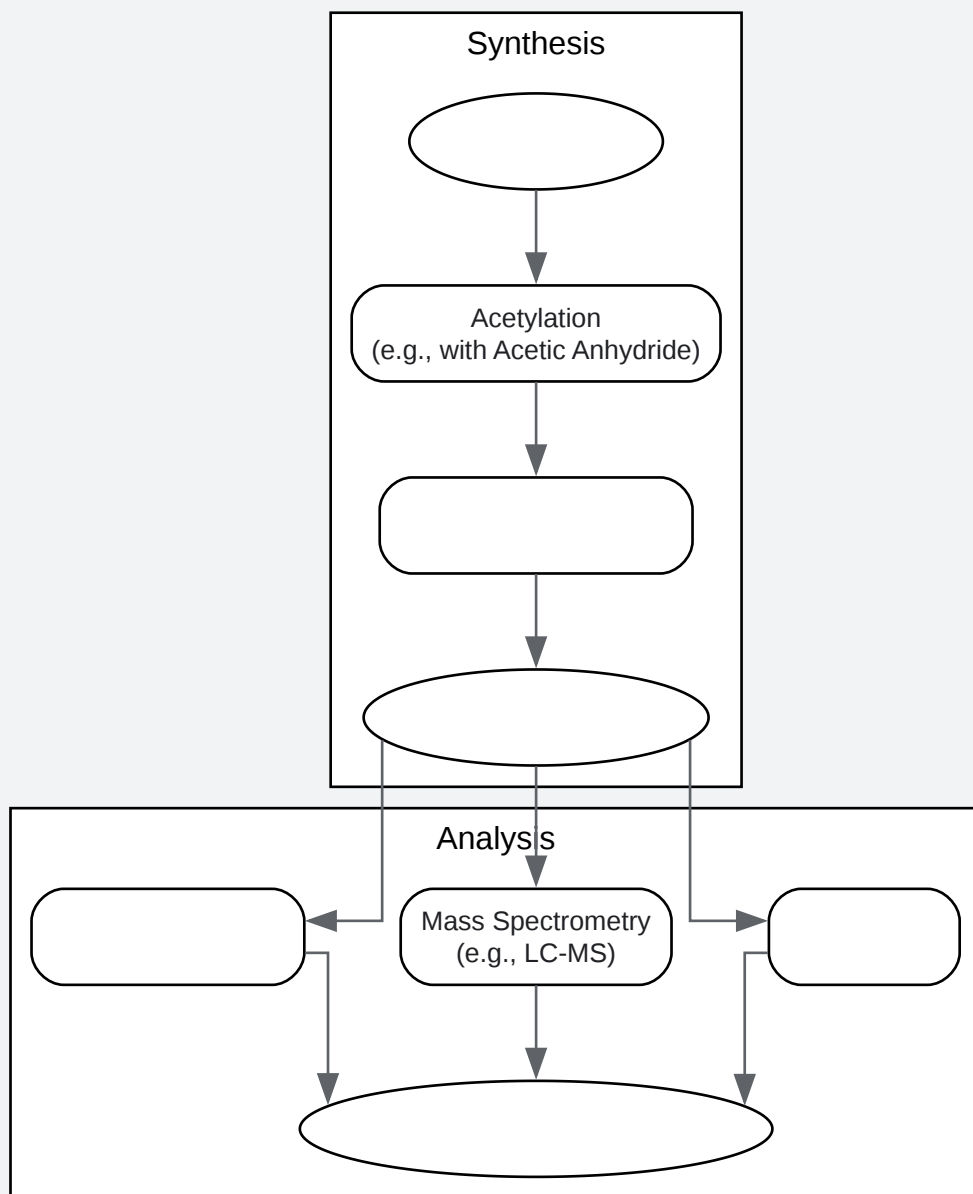 Synthesis
Acetylation
(e.g., with Acetic Anhydride)
Analysis
Mass Spectrometry
(e.g., LC-MS)